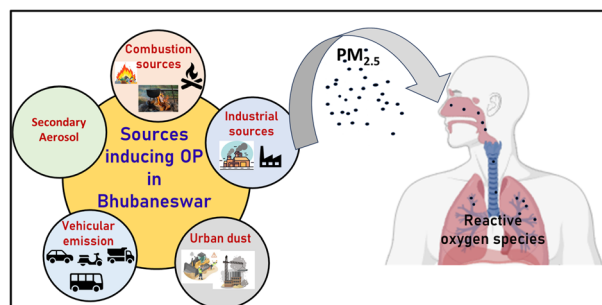 Combustion
sources
Secondary
Aerosol
Sources
inducing OP
in
Bhubaneswar
Industrial
sources
Vehicular
emission
Urban dust
PM2.5
Reactive
oxygen species